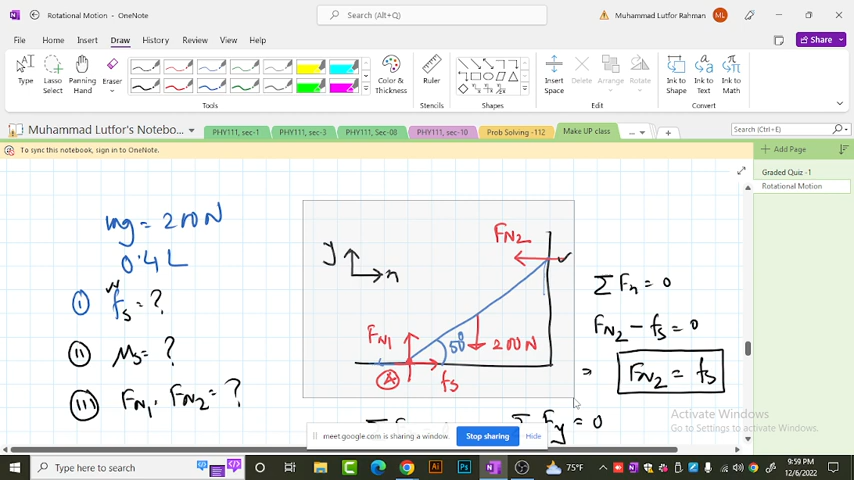 Rotational Motion - OneNote
Search (Alt+Q)
Muhammad Lutfor Rahman
ML
File Home Insert Draw History Review View Help
Share
Type
Lasso Select
Panning Hand
Eraser
Color & Thickness
Ruler
Insert Space
Delete
Arrange
Rotate
Ink to Shape
Ink to Text
Ink to Math
Tools
Stencils
Shapes
Edit
Convert
Muhammad Lutfor's Notebo...
PHY111, sec-1
PHY111, sec-3
PHY111, Sec-08
PHY111, sec-10
Prob Solving -112
Make UP class
Search (Ctrl+E)
To sync this notebook, sign in to OneNote.
Add Page
Graded Quiz -1
Rotational Motion
mg = 200 N
0.4 L
i fs = ?
ii μs = ?
iii FN1, FN2 = ?
y
x
FN2
FN1
50°
200 N
A
fs
Σ Fx = 0
FN2 - fs = 0
= FN2 = fs
Σ Fy = 0
Activate Windows
Go to Settings to activate Windows.
meet.google.com is sharing a window.
Stop sharing
Hide
Type here to search
75°F
9:59 PM
12/6/2022